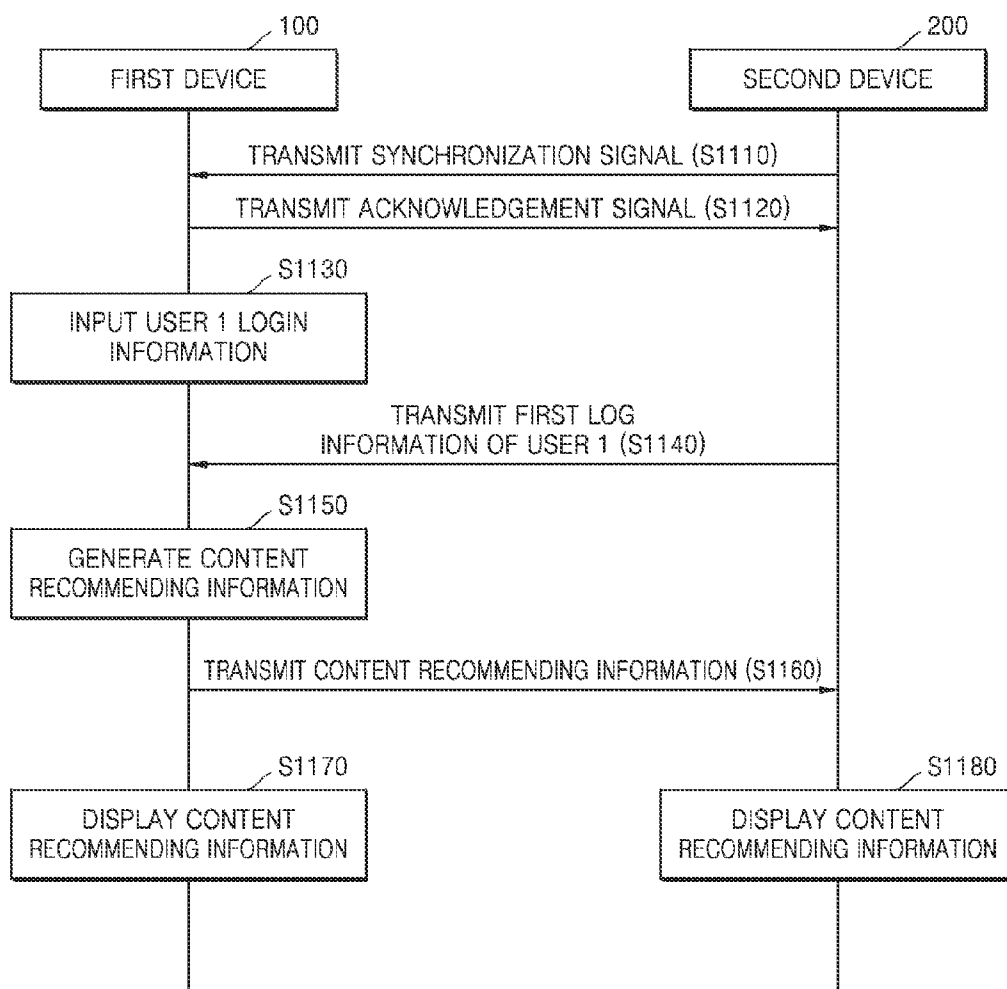 100
200
FIRST DEVICE
SECOND DEVICE
TRANSMIT SYNCHRONIZATION SIGNAL (S1110)
TRANSMIT ACKNOWLEDGEMENT SIGNAL (S1120)
S1130
INPUT USER 1 LOGIN
INFORMATION
TRANSMIT FIRST LOG
INFORMATION OF USER 1 (S1140)
S1150
GENERATE CONTENT
RECOMMENDING INFORMATION
TRANSMIT CONTENT RECOMMENDING INFORMATION (S1160)
S1170
DISPLAY CONTENT
RECOMMENDING INFORMATION
S1180
DISPLAY CONTENT
RECOMMENDING INFORMATION